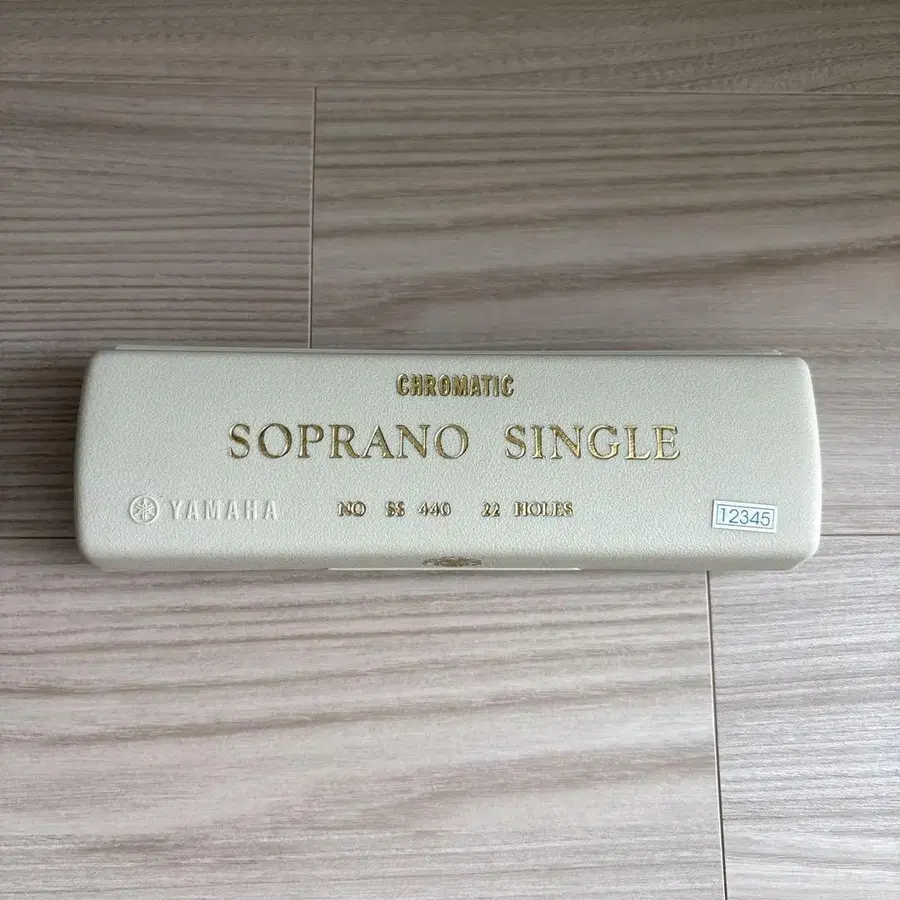 CHROMATIC
SOPRANO SINGLE
YAMAHA NO SS 440 22 HOLES 12345